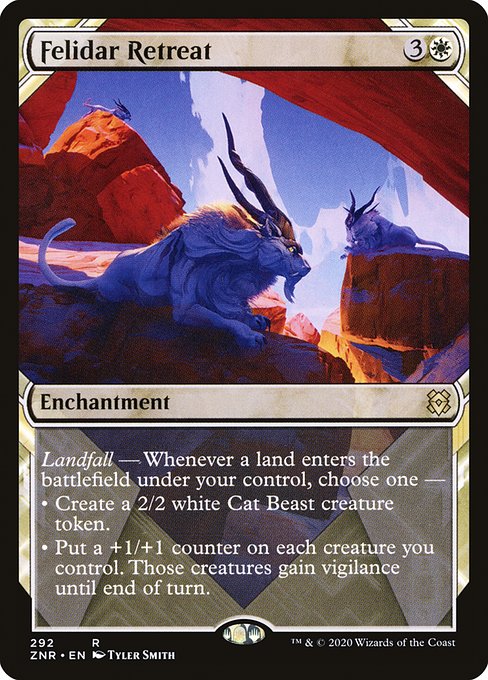 Felidar Retreat 3
Enchantment
Landfall — Whenever a land enters the
battlefield under your control, choose one —
• Create a 2/2 white Cat Beast creature
token.
• Put a +1/+1 counter on each creature you
control. Those creatures gain vigilance
until end of turn.
292 R
ZNR • EN Tyler Smith
™ & © 2020 Wizards of the Coast